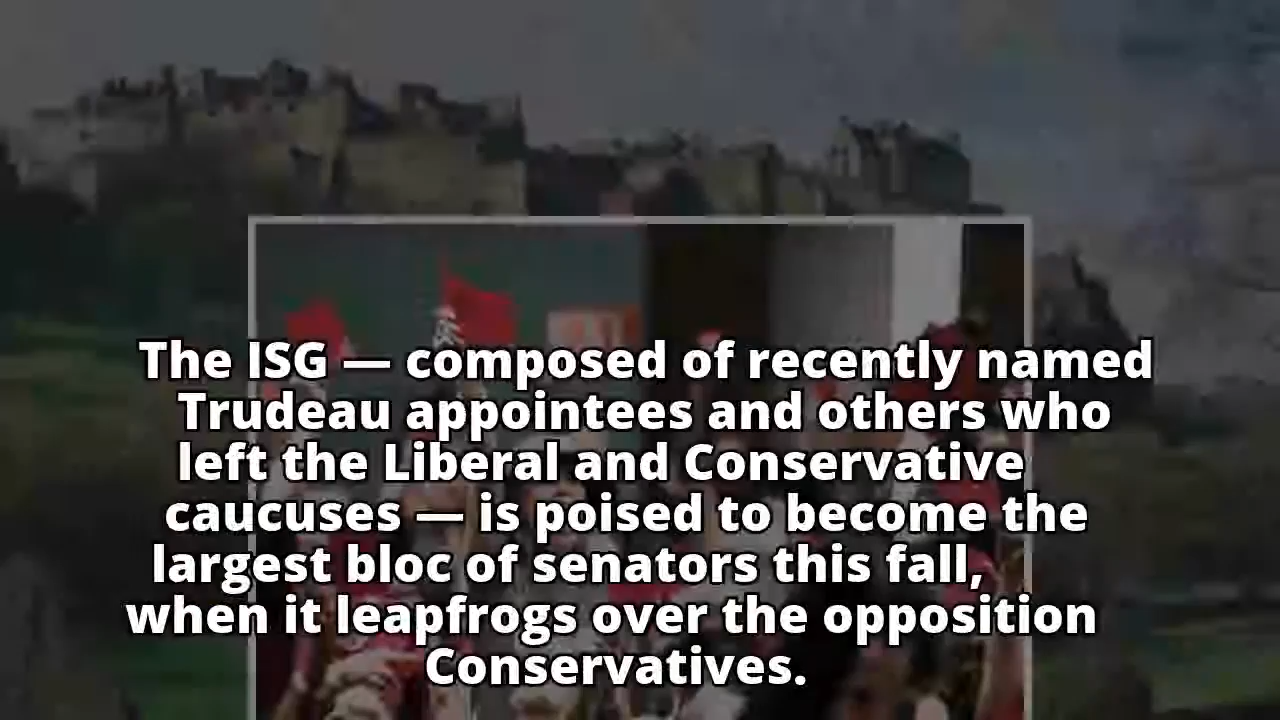 The ISG — composed of recently named
Trudeau appointees and others who
left the Liberal and Conservative
caucuses — is poised to become the
largest bloc of senators this fall,
when it leapfrogs over the opposition
Conservatives.